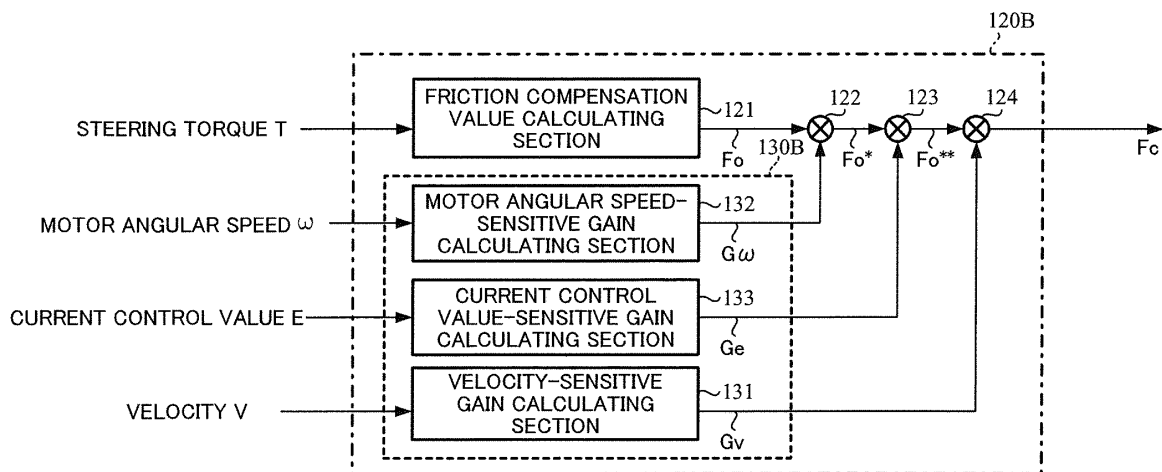 120B
FRICTION COMPENSATION
VALUE CALCULATING
SECTION
121
122
123
124
STEERING TORQUE T
Fo
Fo*
Fo**
Fc
130B
MOTOR ANGULAR SPEED-
SENSITIVE GAIN
CALCULATING SECTION
132
MOTOR ANGULAR SPEED ω
Gω
CURRENT CONTROL
VALUE-SENSITIVE GAIN
CALCULATING SECTION
133
CURRENT CONTROL VALUE E
Ge
VELOCITY-SENSITIVE
GAIN CALCULATING
SECTION
131
VELOCITY V
Gv